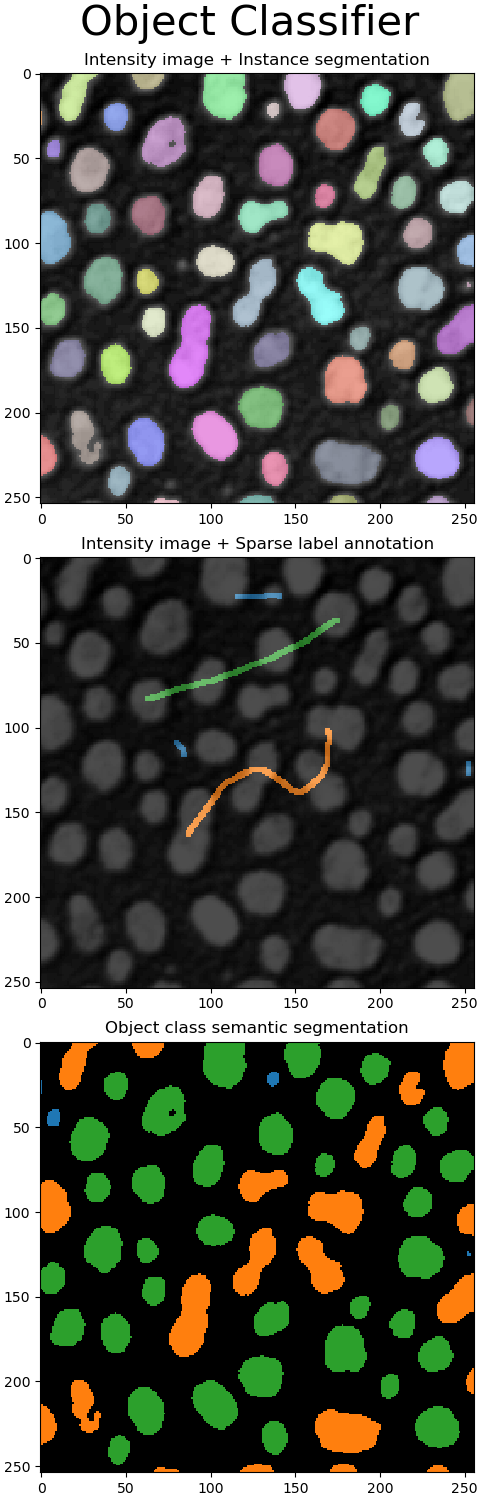 Object Classifier
Intensity image + Instance segmentation
0
50
100
150
200
250
0 50 100 150 200 250
Intensity image + Sparse label annotation
0
50
100
150
200
250
0 50 100 150 200 250
Object class semantic segmentation
0
50
100
150
200
250
0 50 100 150 200 250